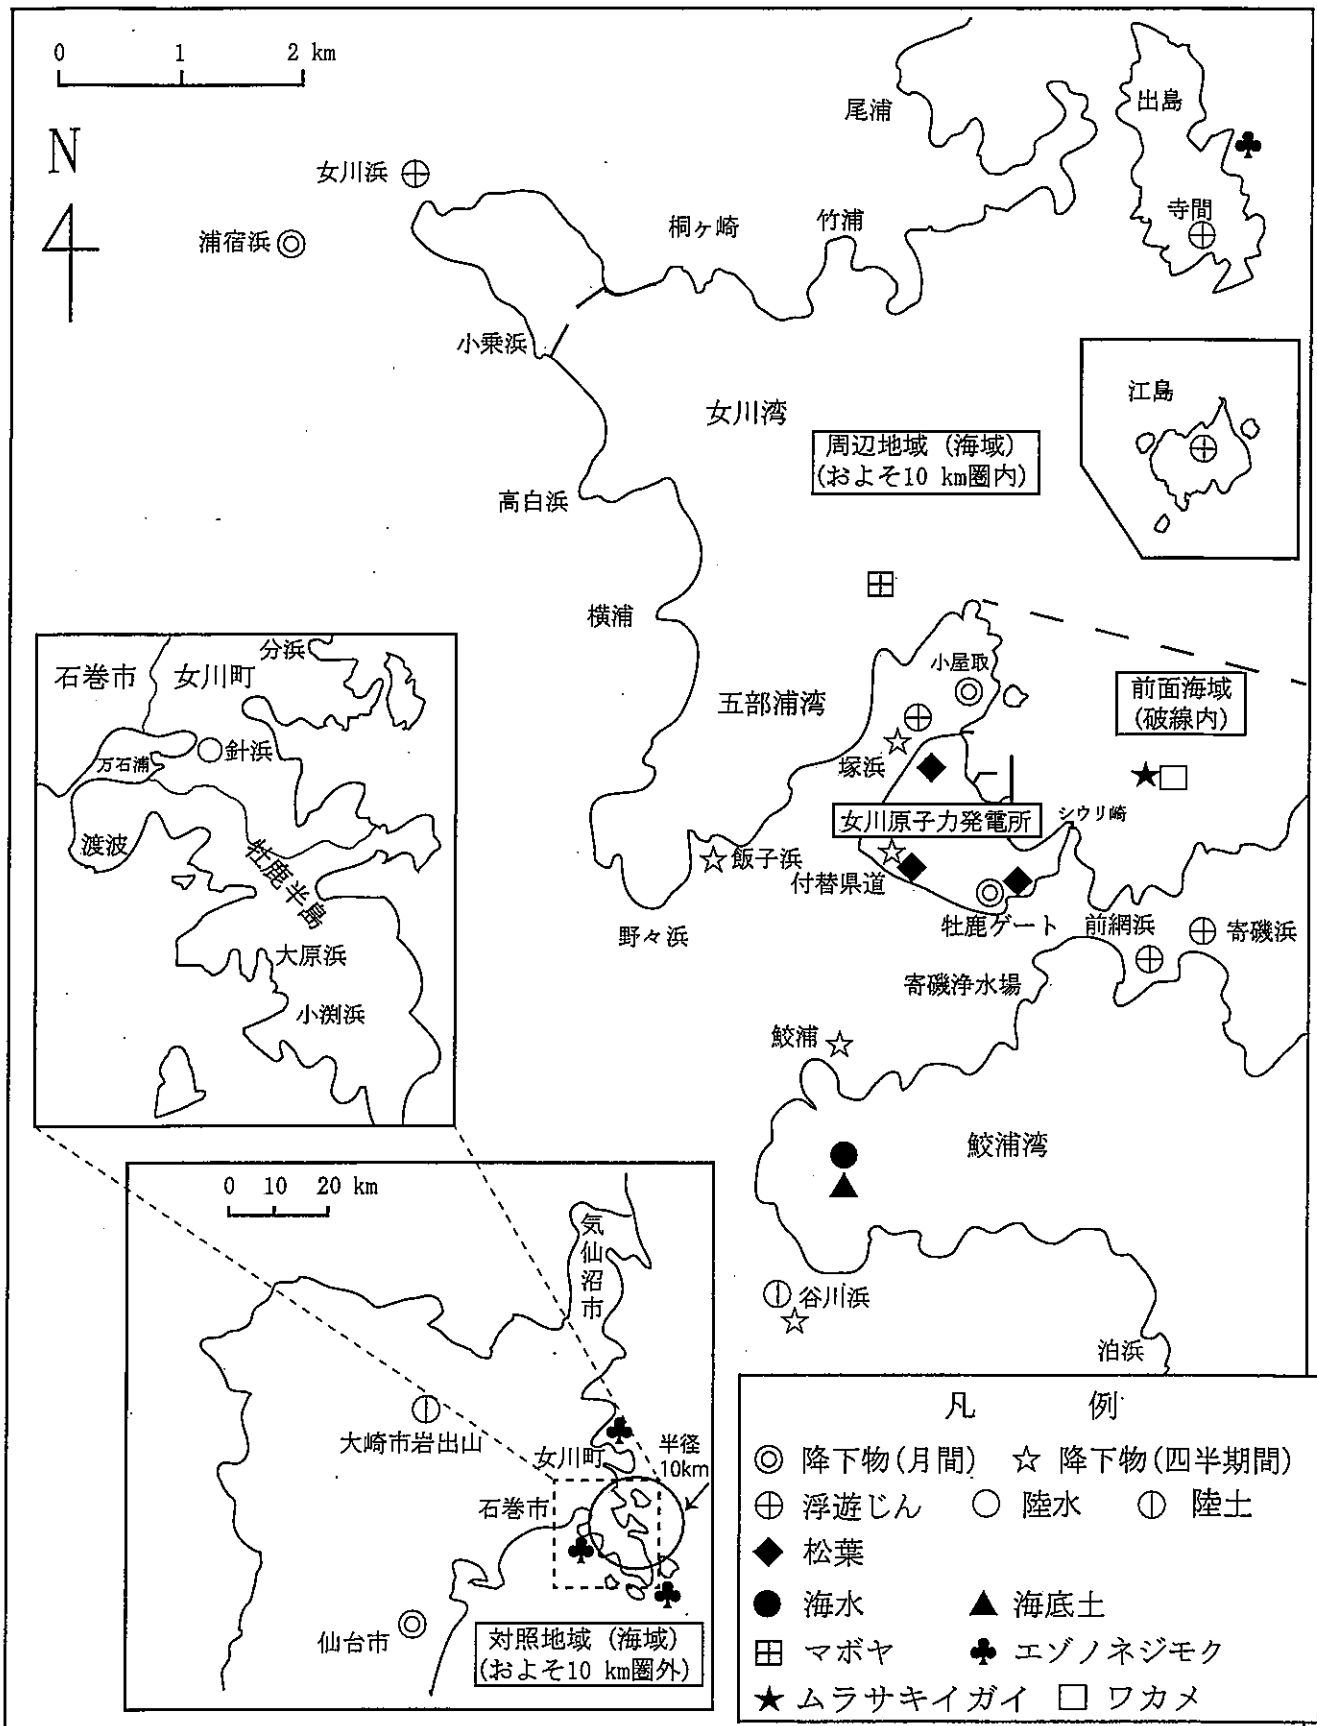 0 1 2 km
N
女川浜
浦宿浜
尾浦
出島
寺間
竹浦
桐ヶ崎
小乗浜
女川湾
江島
周辺地域(海域)
(およそ10 km圏内)
高白浜
横浦
五部浦湾
小屋取
前面海域
(破線内)
塚浜
女川原子力発電所
シウリ崎
飯子浜
付替県道
牡鹿ゲート
前網浜
寄磯浜
野々浜
寄磯浄水場
鮫浦
鮫浦湾
谷川浜
泊浜
石巻市
女川町
分浜
万石浦
針浜
渡波
牡鹿半島
大原浜
小渕浜
0 10 20 km
気仙沼市
大崎市岩出山
女川町
半径
10km
石巻市
仙台市
対照地域(海域)
(およそ10 km圏外)
凡 例
◎ 降下物(月間) ☆ 降下物(四半期間)
⊕ 浮遊じん ○ 陸水 ⦶ 陸土
◆ 松葉
● 海水 ▲ 海底土
⊞ マボヤ ♣ エゾノネジモク
★ ムラサキイガイ □ ワカメ